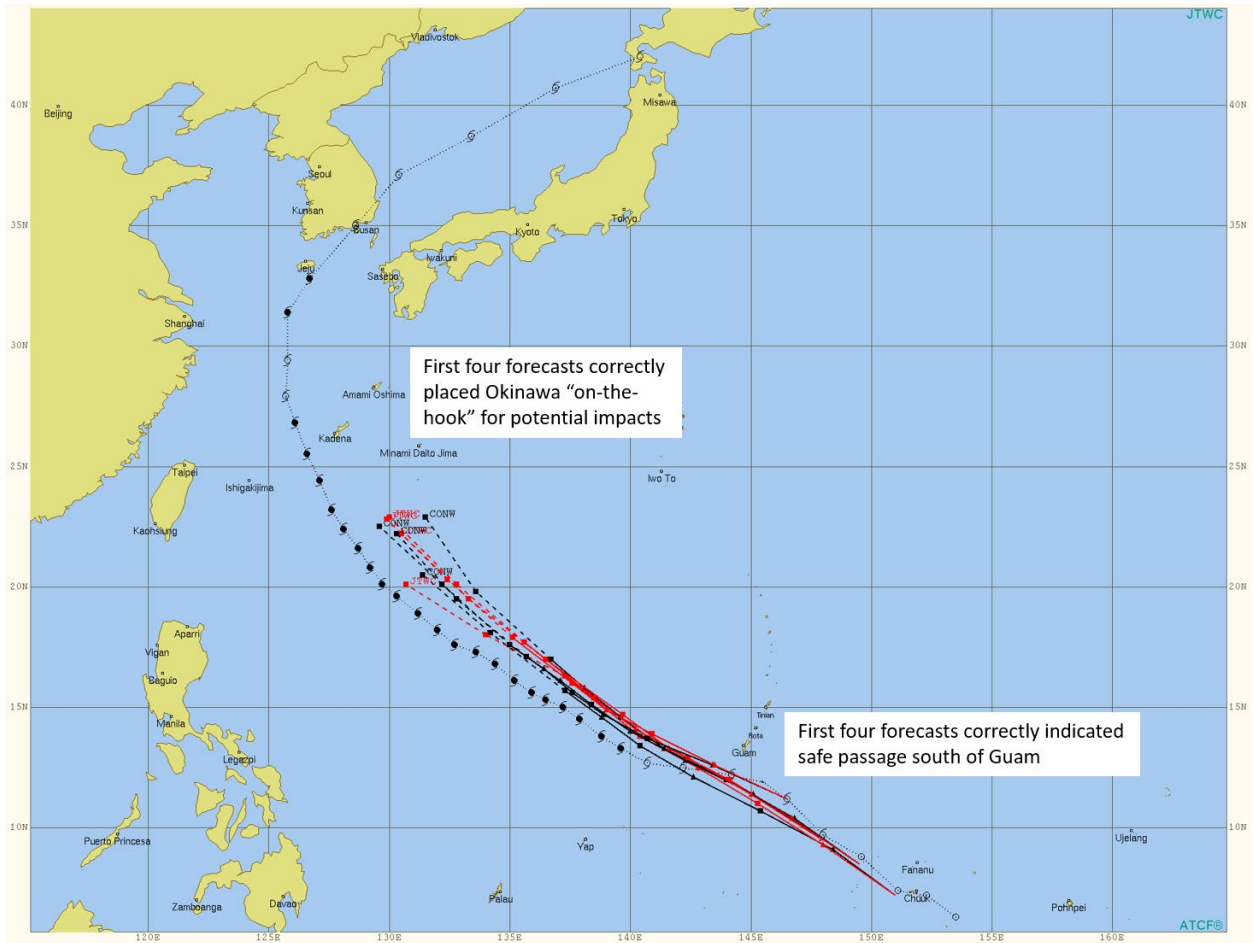 JTWC
Vladivostok
40N
40N
Beijing
Misawa
Seoul
Kunsan
35N
35N
Busan
Tokyo
Kyoto
Iwakuni
Jeju
Sasebo
Shanghai
30N
30N
First four forecasts correctly
placed Okinawa “on-the-
hook” for potential impacts
Amami Oshima
Kadena
Minami Daito Jima
25N
25N
Taipei
Iwo To
Ishigakijima
Kaohsiung
CONW
CONW
CONW
JTWC
20N
20N
Aparri
Vigan
Baguio
15N
15N
Manila
Tinian
Rota
Guam
First four forecasts correctly indicated
safe passage south of Guam
Legazpi
10N
10N
Puerto Princesa
Yap
Ujelang
Fananu
Palau
Chuuk
Zamboanga
Davao
Pohnpei
ATCF®
120E
125E
130E
135E
140E
145E
150E
155E
160E